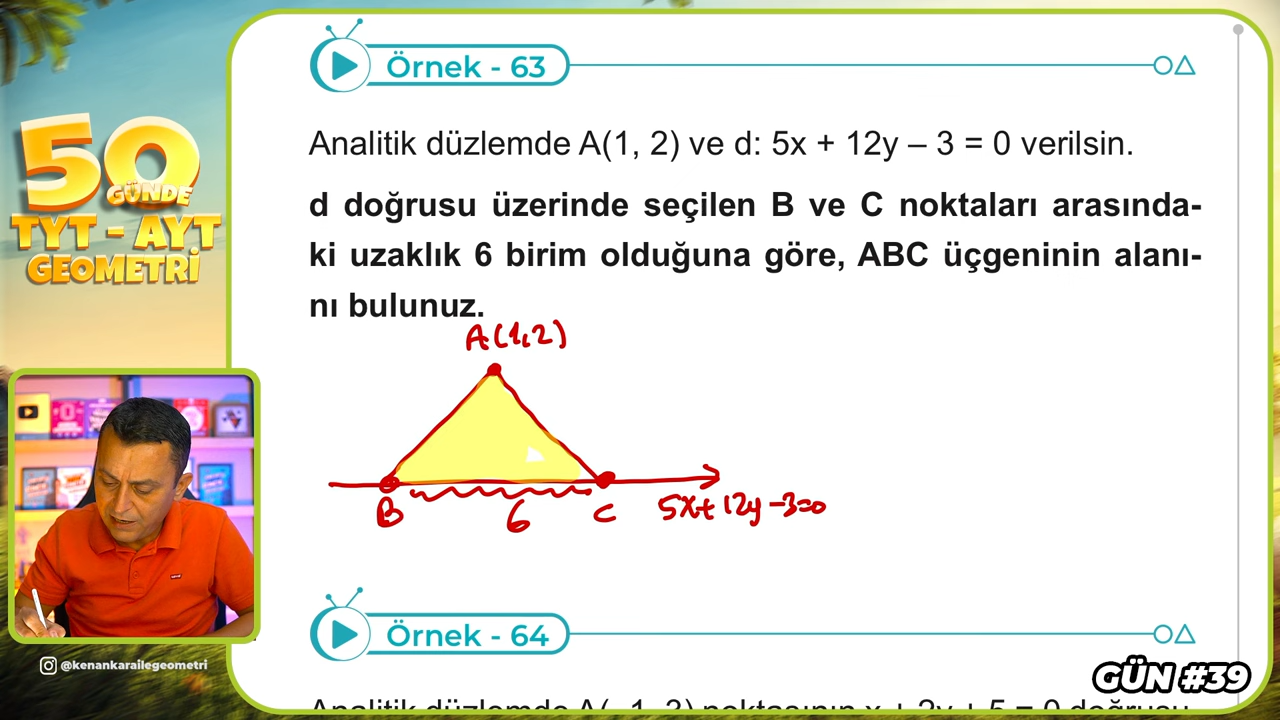 Örnek - 63
Analitik düzlemde A(1, 2) ve d: 5x + 12y – 3 = 0 verilsin.
d doğrusu üzerinde seçilen B ve C noktaları arasında-
ki uzaklık 6 birim olduğuna göre, ABC üçgeninin alanı-
nı bulunuz.
A(1,2)
B
6
C
5x+12y-3=0
Örnek - 64
50
GÜNDE
TYT - AYT
GEOMETRİ
@kenankarailegeometri
GÜN #39